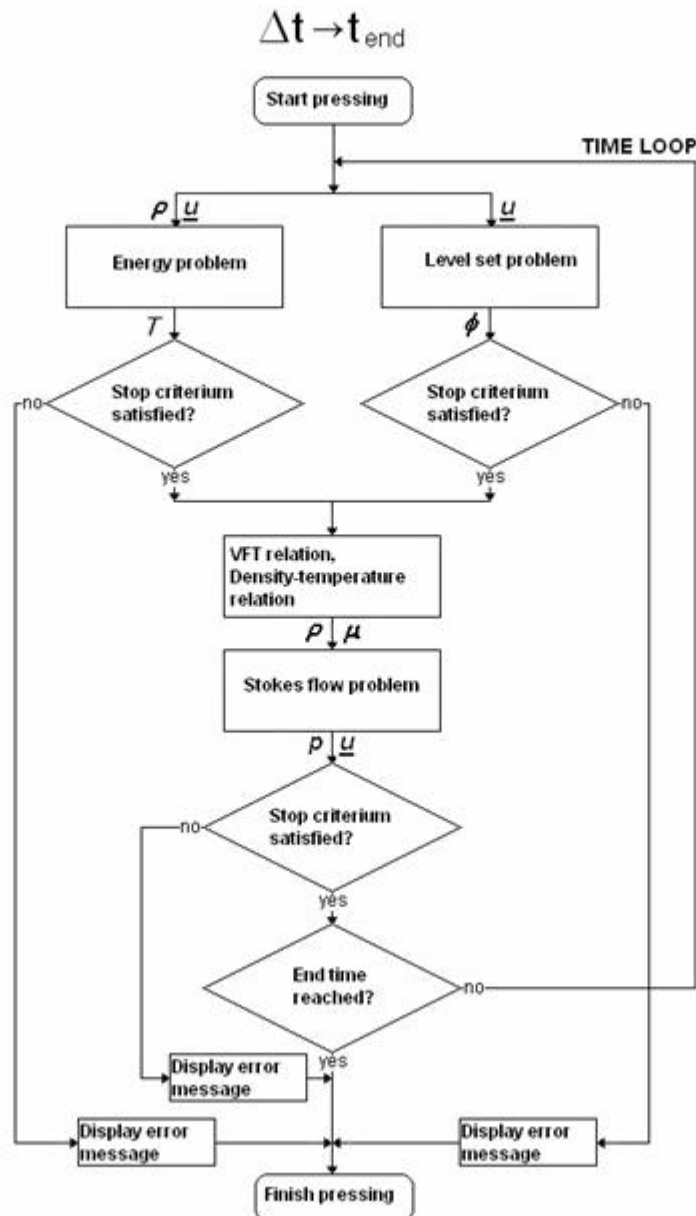 Δt → t end
Start pressing
TIME LOOP
ρ u
u
Energy problem
Level set problem
T
ϕ
Stop criterium
satisfied?
Stop criterium
satisfied?
no
no
yes
yes
VFT relation,
Density-temperature
relation
ρ μ
Stokes flow problem
p u
Stop criterium
satisfied?
no
yes
End time
reached?
no
yes
Display error
message
Display error
message
Display error
message
Finish pressing